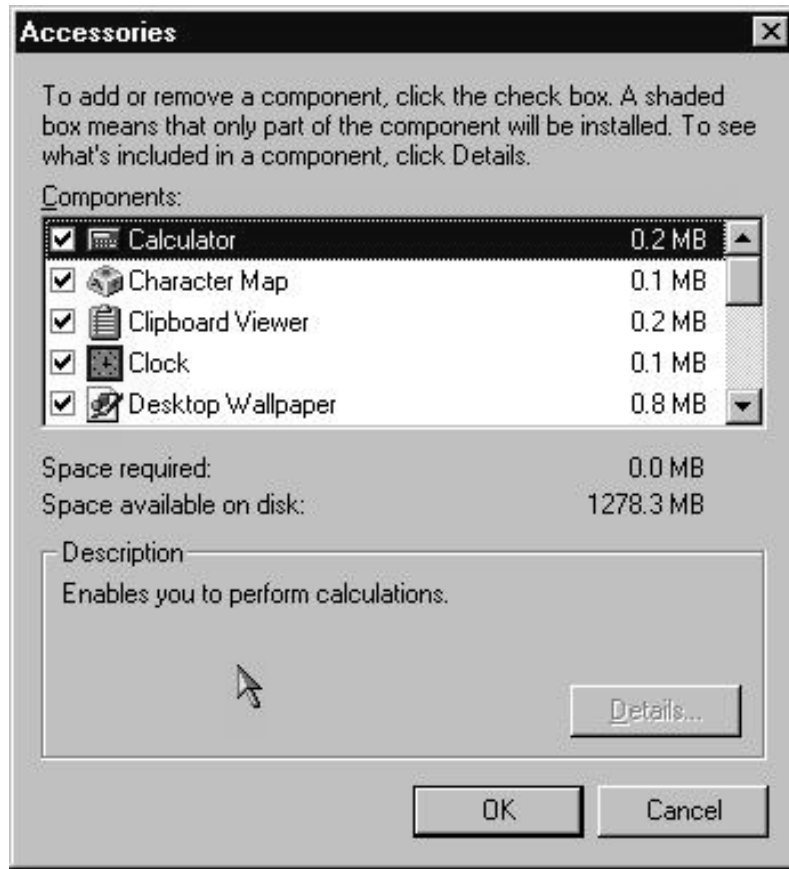 Accessories
To add or remove a component, click the check box. A shaded
box means that only part of the component will be installed. To see
what's included in a component, click Details.
Components:
Calculator 0.2 MB
Character Map 0.1 MB
Clipboard Viewer 0.2 MB
Clock 0.1 MB
Desktop Wallpaper 0.8 MB
Space required: 0.0 MB
Space available on disk: 1278.3 MB
Description
Enables you to perform calculations.
Details...
OK Cancel